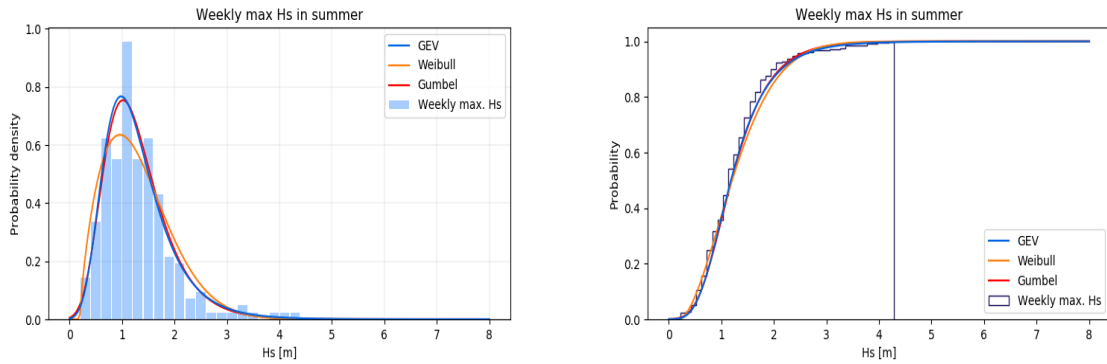 Weekly max Hs in summer
1.0
0.8
0.6
0.4
0.2
0.0
Probability density
GEV
Weibull
Gumbel
Weekly max. Hs
0 1 2 3 4 5 6 7 8
Hs [m]
Weekly max Hs in summer
1.0
0.8
0.6
0.4
0.2
0.0
Probability
GEV
Weibull
Gumbel
Weekly max. Hs
0 1 2 3 4 5 6 7 8
Hs [m]